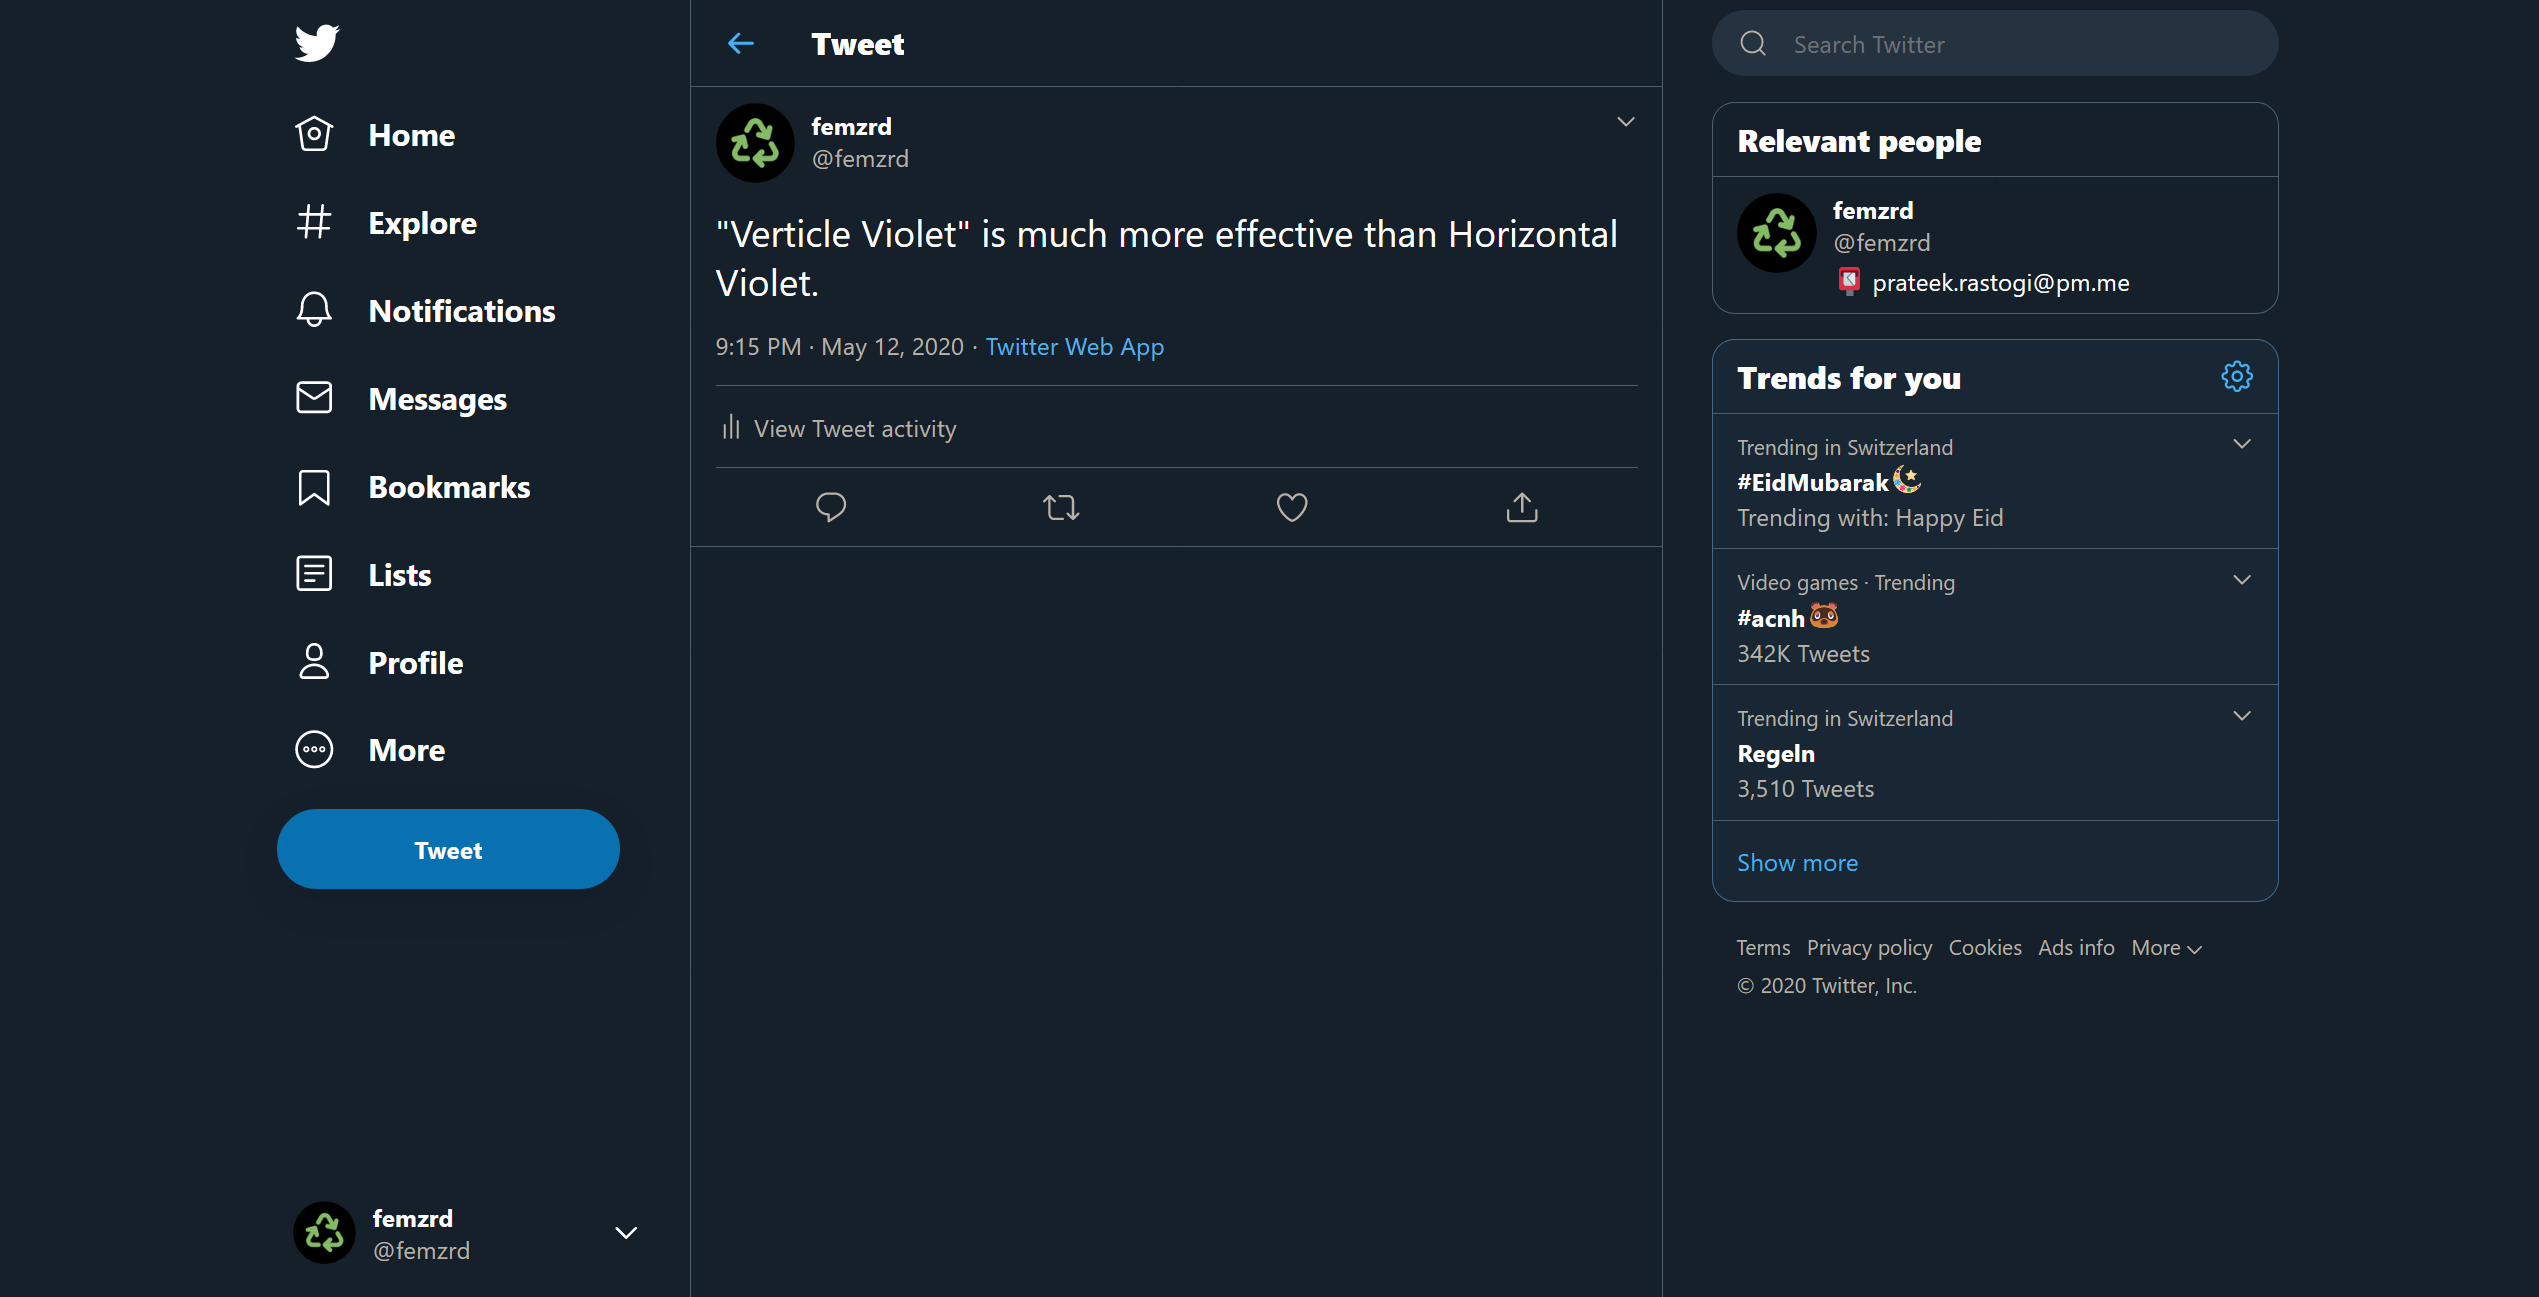 Home
Explore
Notifications
Messages
Bookmarks
Lists
Profile
More
Tweet
femzrd
@femzrd
Tweet
femzrd
@femzrd
"Verticle Violet" is much more effective than Horizontal
Violet.
9:15 PM · May 12, 2020 · Twitter Web App
View Tweet activity
Search Twitter
Relevant people
femzrd
@femzrd
📮 prateek.rastogi@pm.me
Trends for you
Trending in Switzerland
#EidMubarak
Trending with: Happy Eid
Video games · Trending
#acnh
342K Tweets
Trending in Switzerland
Regeln
3,510 Tweets
Show more
Terms Privacy policy Cookies Ads info More
© 2020 Twitter, Inc.